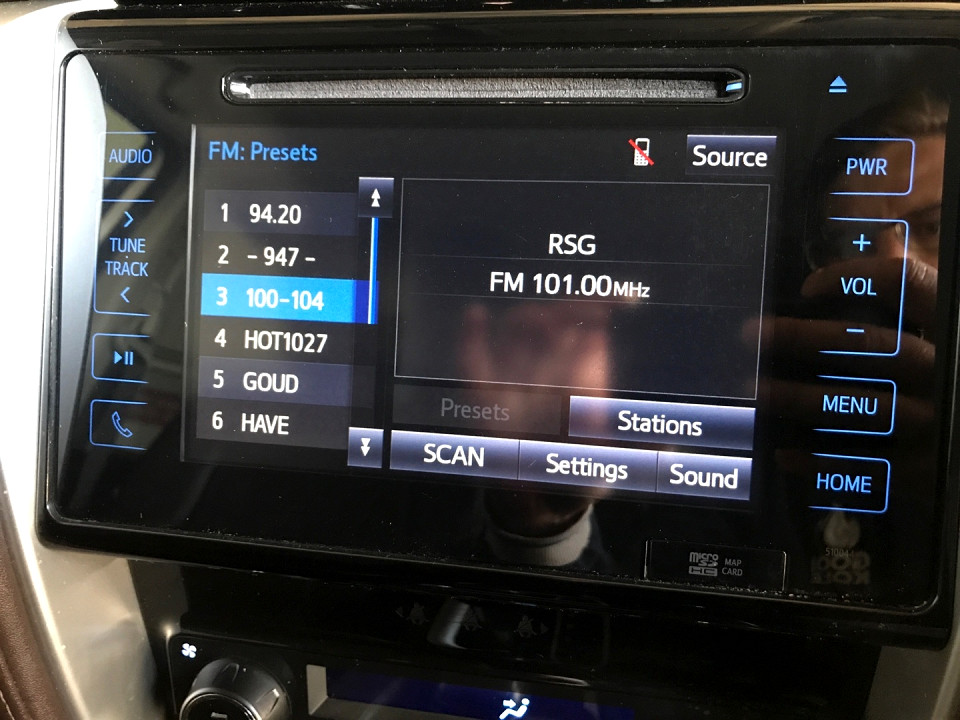 FM: Presets
Source
AUDIO
PWR
1 94.20
2 - 947 -
3 100-104
4 HOT1027
5 GOUD
6 HAVE
RSG
FM 101.00MHz
TUNE
TRACK
+
VOL
-
Presets
Stations
SCAN
Settings
Sound
MENU
HOME
micro
SD
HC
MAP
CARD